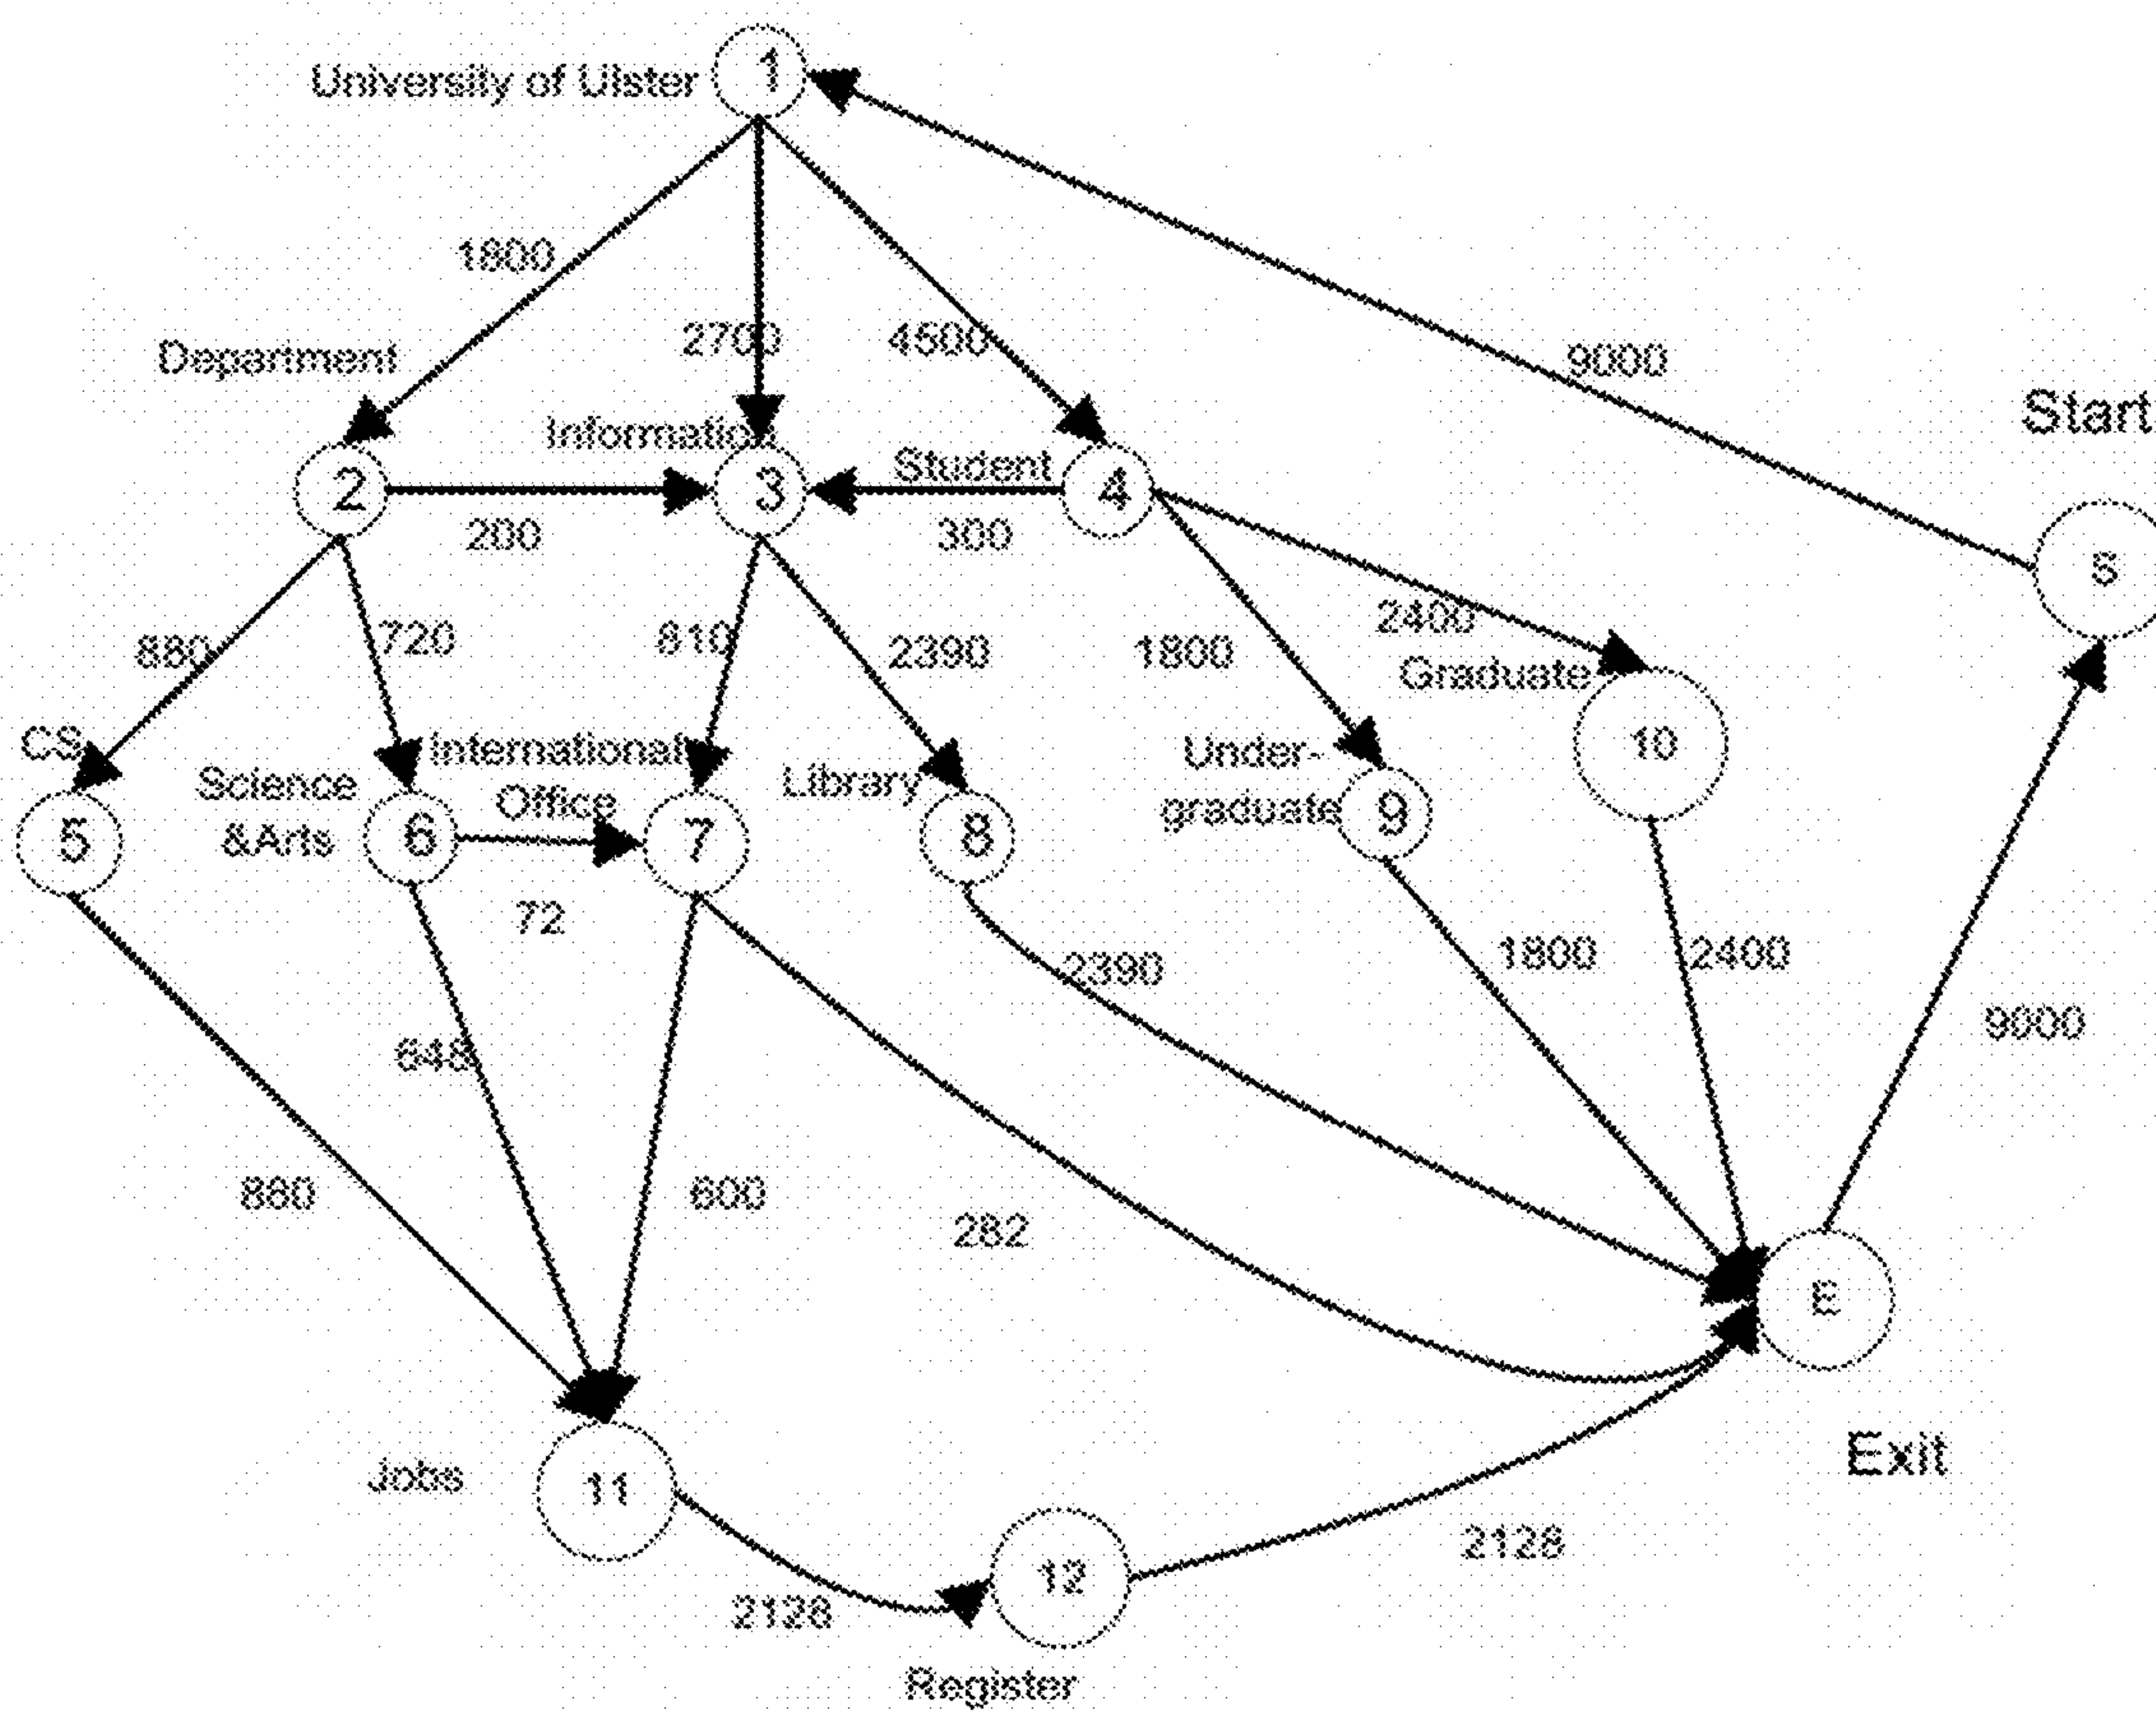 1
University of Ulster
1800
2700
4500
9000
Department
Start
Information
Student
2
3
4
200
300
S
880
720
810
2390
1800
2400
Graduate
CS
International
Office
Science
&Arts
Library
Under-
graduate
10
5
6
7
8
9
72
2390
1800
2400
9000
648
880
600
282
E
Exit
Jobs
11
12
2128
2128
Register